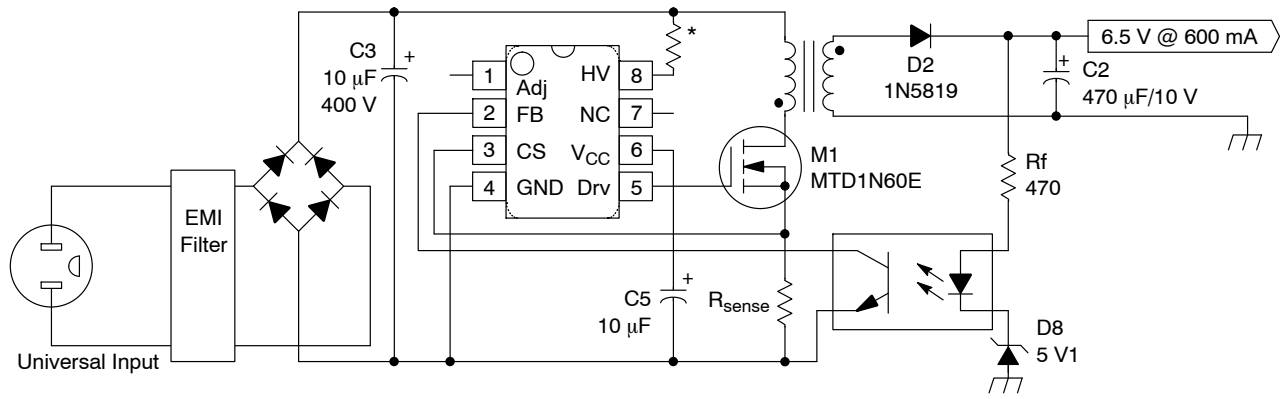 C3
10 μF
400 V
*
1
Adj
HV
8
2
FB
NC
7
3
CS
VCC
6
4
GND
Drv
5
M1
MTD1N60E
D2
1N5819
6.5 V @ 600 mA
C2
470 μF/10 V
Rf
470
EMI
Filter
Universal Input
C5
10 μF
Rsense
D8
5 V1
+
+
+